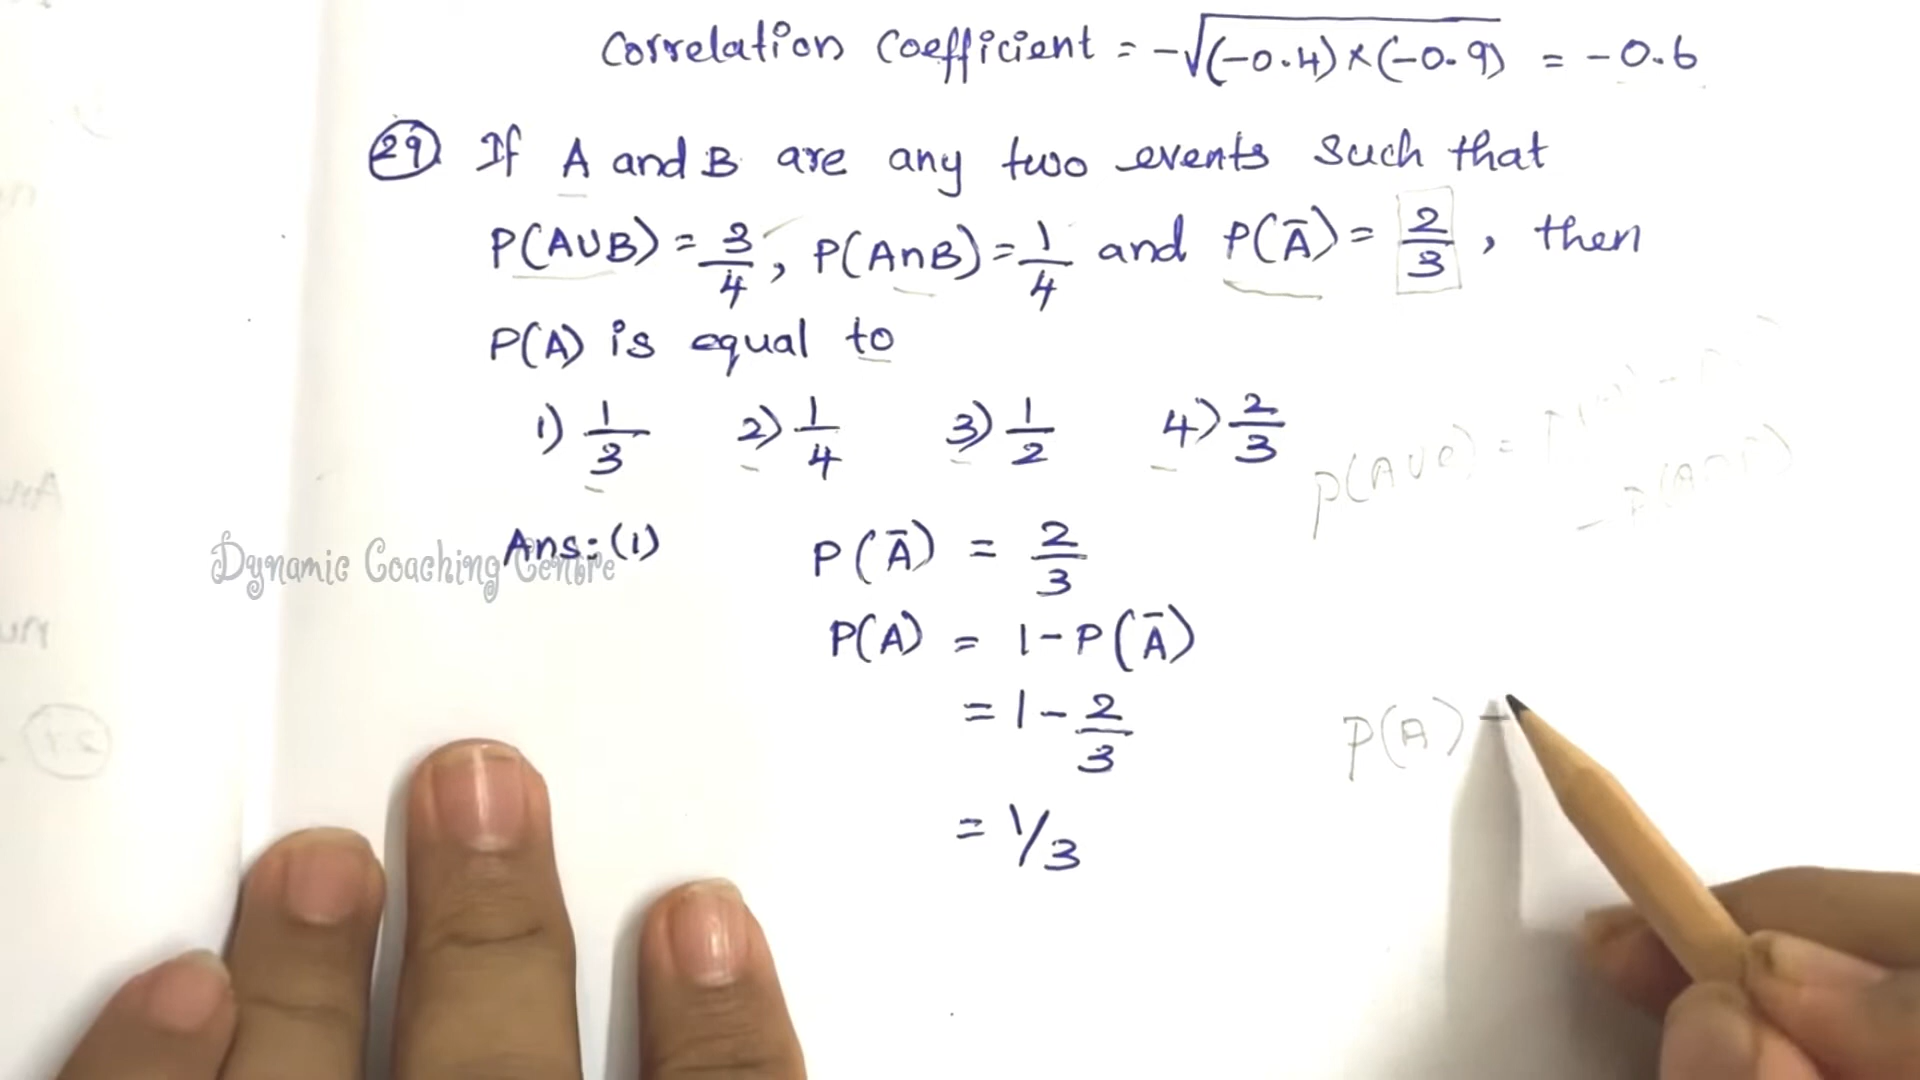 Correlation Coefficient = -√(-0.4)×(-0.9) = -0.6
29 If A and B are any two events such that
P(A∪B) = 3/4, P(A∩B) = 1/4 and P(Ā) = 2/3, then
P(A) is equal to
1) 1/3 2) 1/4 3) 1/2 4) 2/3
Ans:(1) P(Ā) = 2/3
Dynamic Coaching Centre
P(A) = 1-P(Ā)
= 1-2/3
= 1/3
P(A) =